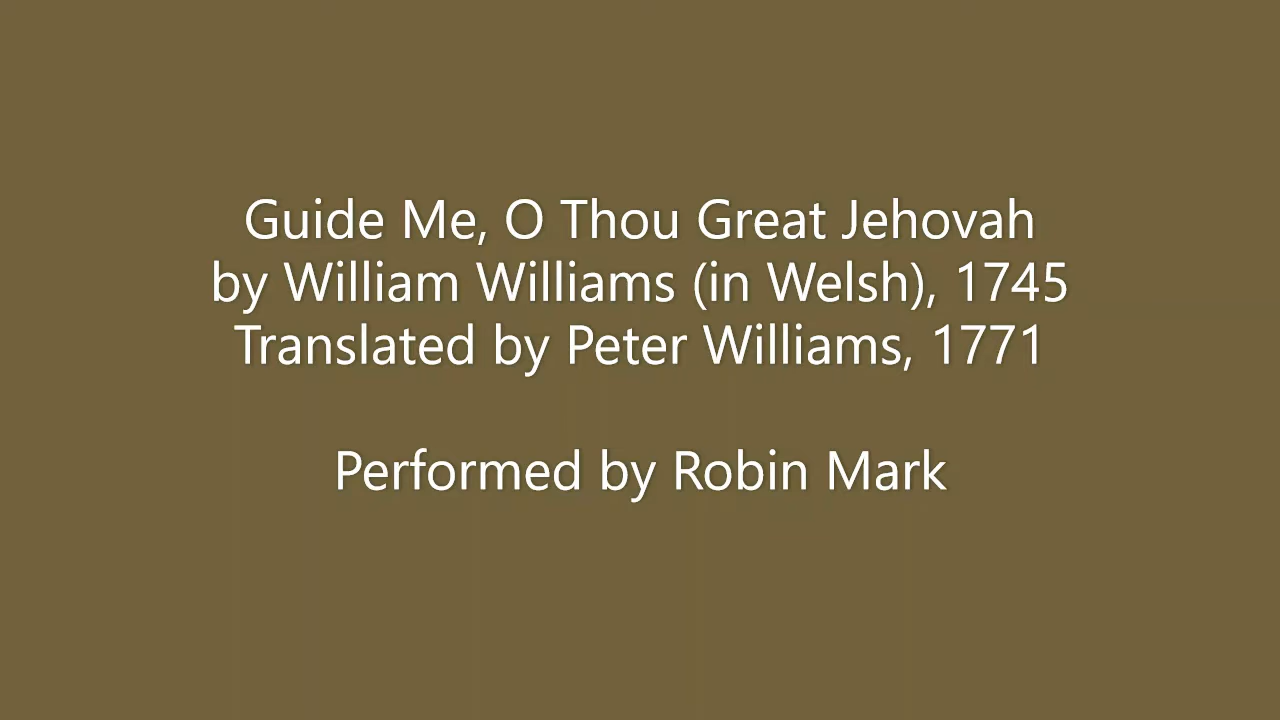 Guide Me, O Thou Great Jehovah
by William Williams (in Welsh), 1745
Translated by Peter Williams, 1771
Performed by Robin Mark